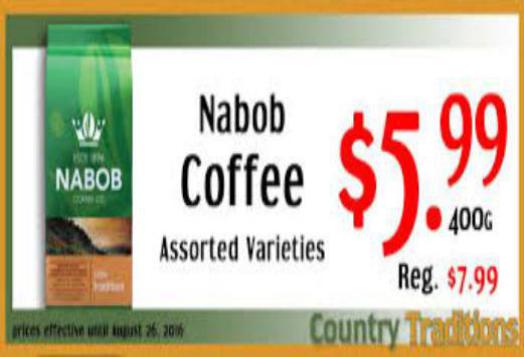 Nabob
Coffee
Assorted Varieties
$5.99
400G
Reg. $7.99
NABOB
prices effective until August 26, 2016
Country Traditions